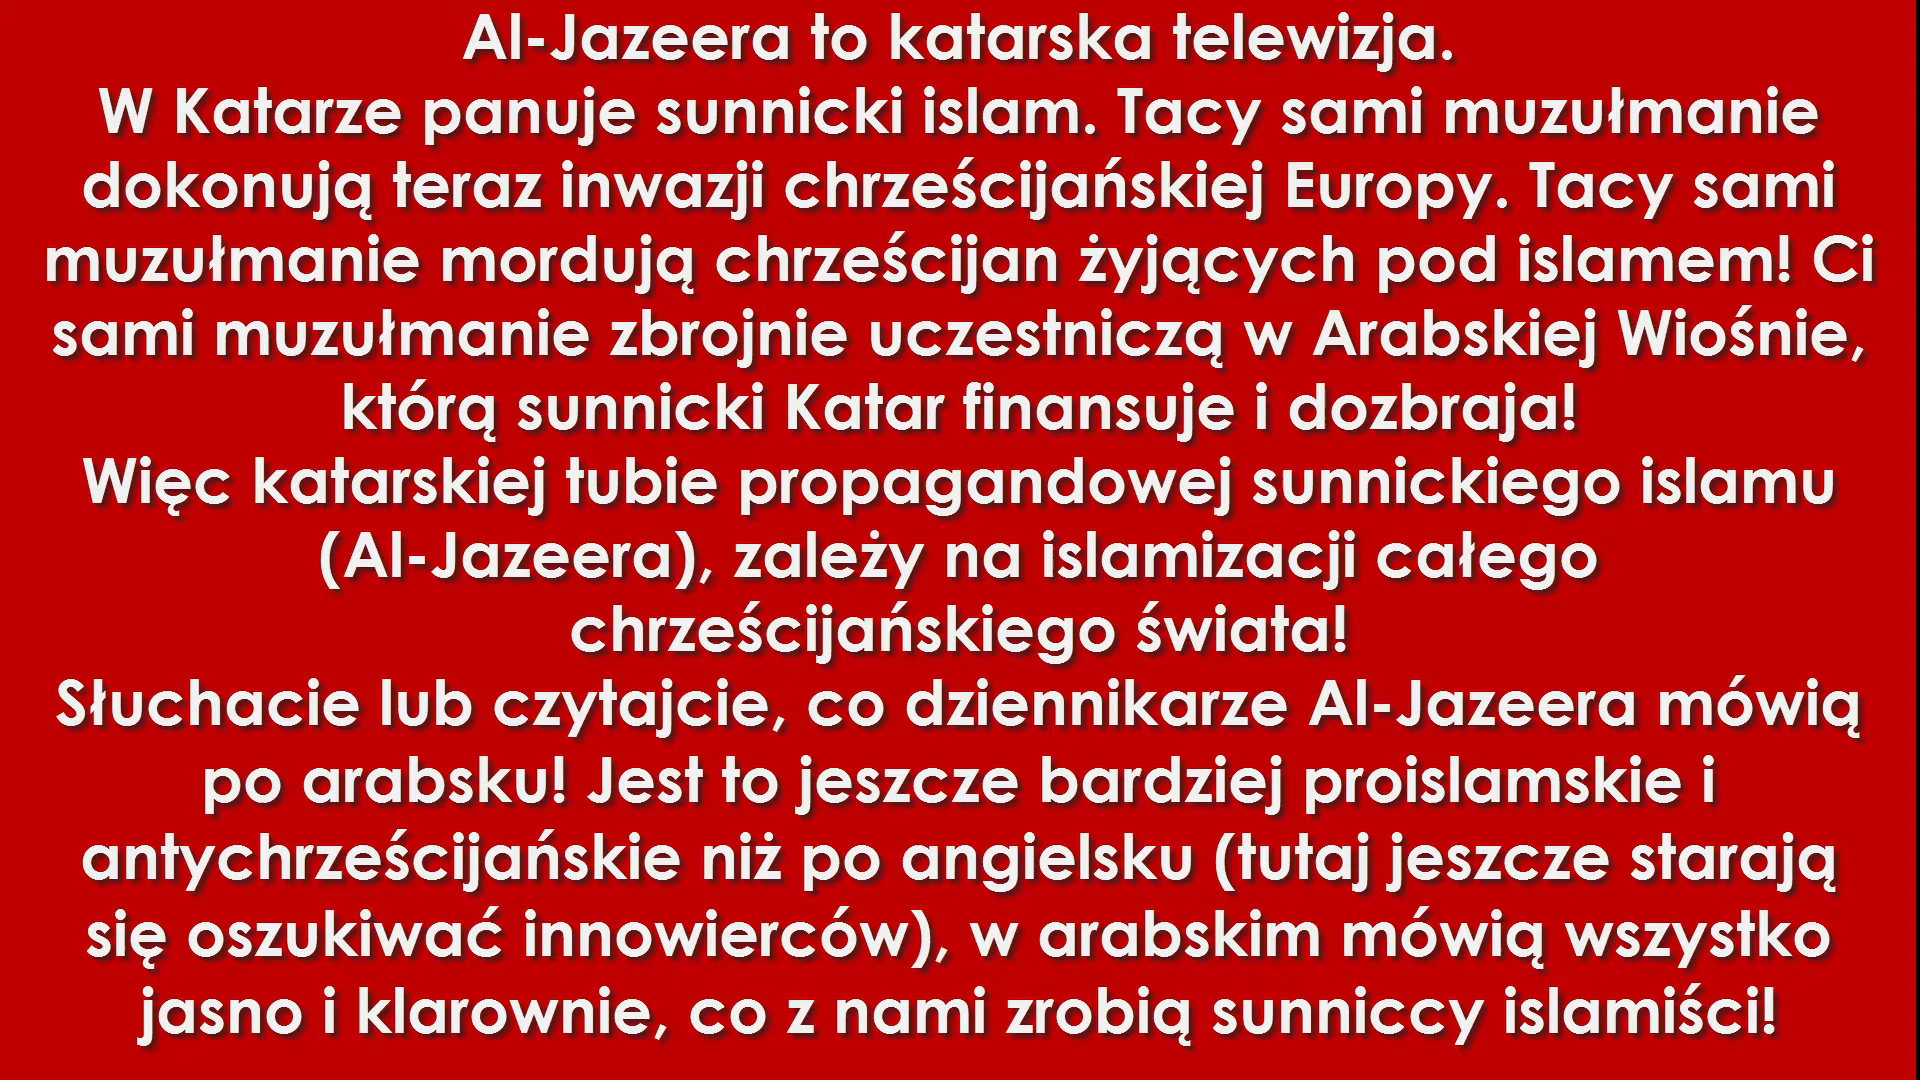 Al-Jazeera to katarska telewizja.
W Katarze panuje sunnicki islam. Tacy sami muzułmanie
dokonują teraz inwazji chrześcijańskiej Europy. Tacy sami
muzułmanie mordują chrześcijan żyjących pod islamem! Ci
sami muzułmanie zbrojnie uczestniczą w Arabskiej Wiośnie,
którą sunnicki Katar finansuje i dozbraja!
Więc katarskiej tubie propagandowej sunnickiego islamu
(Al-Jazeera), zależy na islamizacji całego
chrześcijańskiego świata!
Słuchacie lub czytajcie, co dziennikarze Al-Jazeera mówią
po arabsku! Jest to jeszcze bardziej proislamskie i
antychrześcijańskie niż po angielsku (tutaj jeszcze starają
się oszukiwać innowierców), w arabskim mówią wszystko
jasno i klarownie, co z nami zrobią sunniccy islamiści!